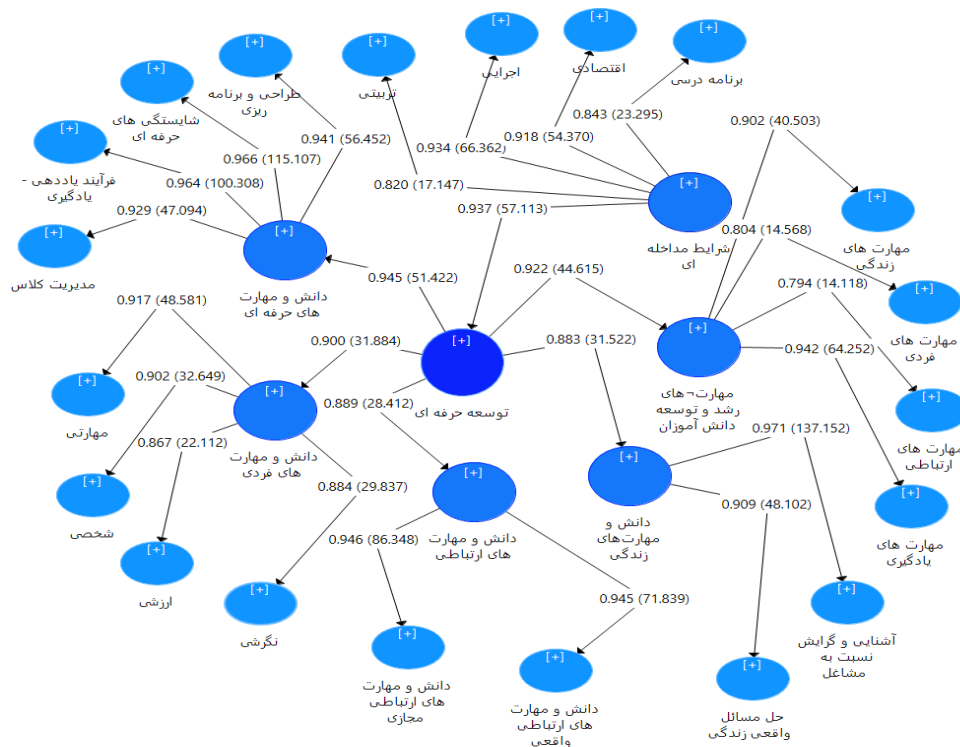 [+]
[+]
[+]
[+]
[+]
[+]
[+]
برنامه درسی
اقتصادی
اجرایی
تربیتی
طراحی و برنامه
ریزی
شایستگی های
حرفه ای
فرآیند یاددهی -
یادگیری
مدیریت کلاس
[+]
[+]
0.843 (23.295)
0.918 (54.370)
0.934 (66.362)
0.820 (17.147)
0.937 (57.113)
0.941 (56.452)
0.966 (115.107)
0.964 (100.308)
0.929 (47.094)
[+]
شرایط مداخله
ای
[+]
دانش و مهارت
های حرفه ای
0.902 (40.503)
[+]
مهارت های
زندگی
0.804 (14.568)
[+]
مهارت های
فردی
0.794 (14.118)
0.942 (64.252)
0.945 (51.422)
0.922 (44.615)
0.900 (31.884)
0.883 (31.522)
0.889 (28.412)
[+]
توسعه حرفه ای
[+]
مهارت¬های
رشد و توسعه
دانش آموزان
[+]
مهارت های
ارتباطی
[+]
مهارت های
یادگیری
0.917 (48.581)
0.902 (32.649)
0.867 (22.112)
0.884 (29.837)
[+]
دانش و مهارت
های فردی
[+]
مهارتی
[+]
شخصی
[+]
ارزشی
[+]
نگرشی
[+]
دانش و مهارت
های ارتباطی
0.946 (86.348)
0.945 (71.839)
[+]
دانش و مهارت
های ارتباطی
مجازی
[+]
دانش و مهارت
های ارتباطی
واقعی
[+]
دانش و
مهارت‌های
زندگی
0.971 (137.152)
0.909 (48.102)
[+]
آشنایی و گرایش
نسبت به
مشاغل
[+]
حل مسائل
واقعی زندگی